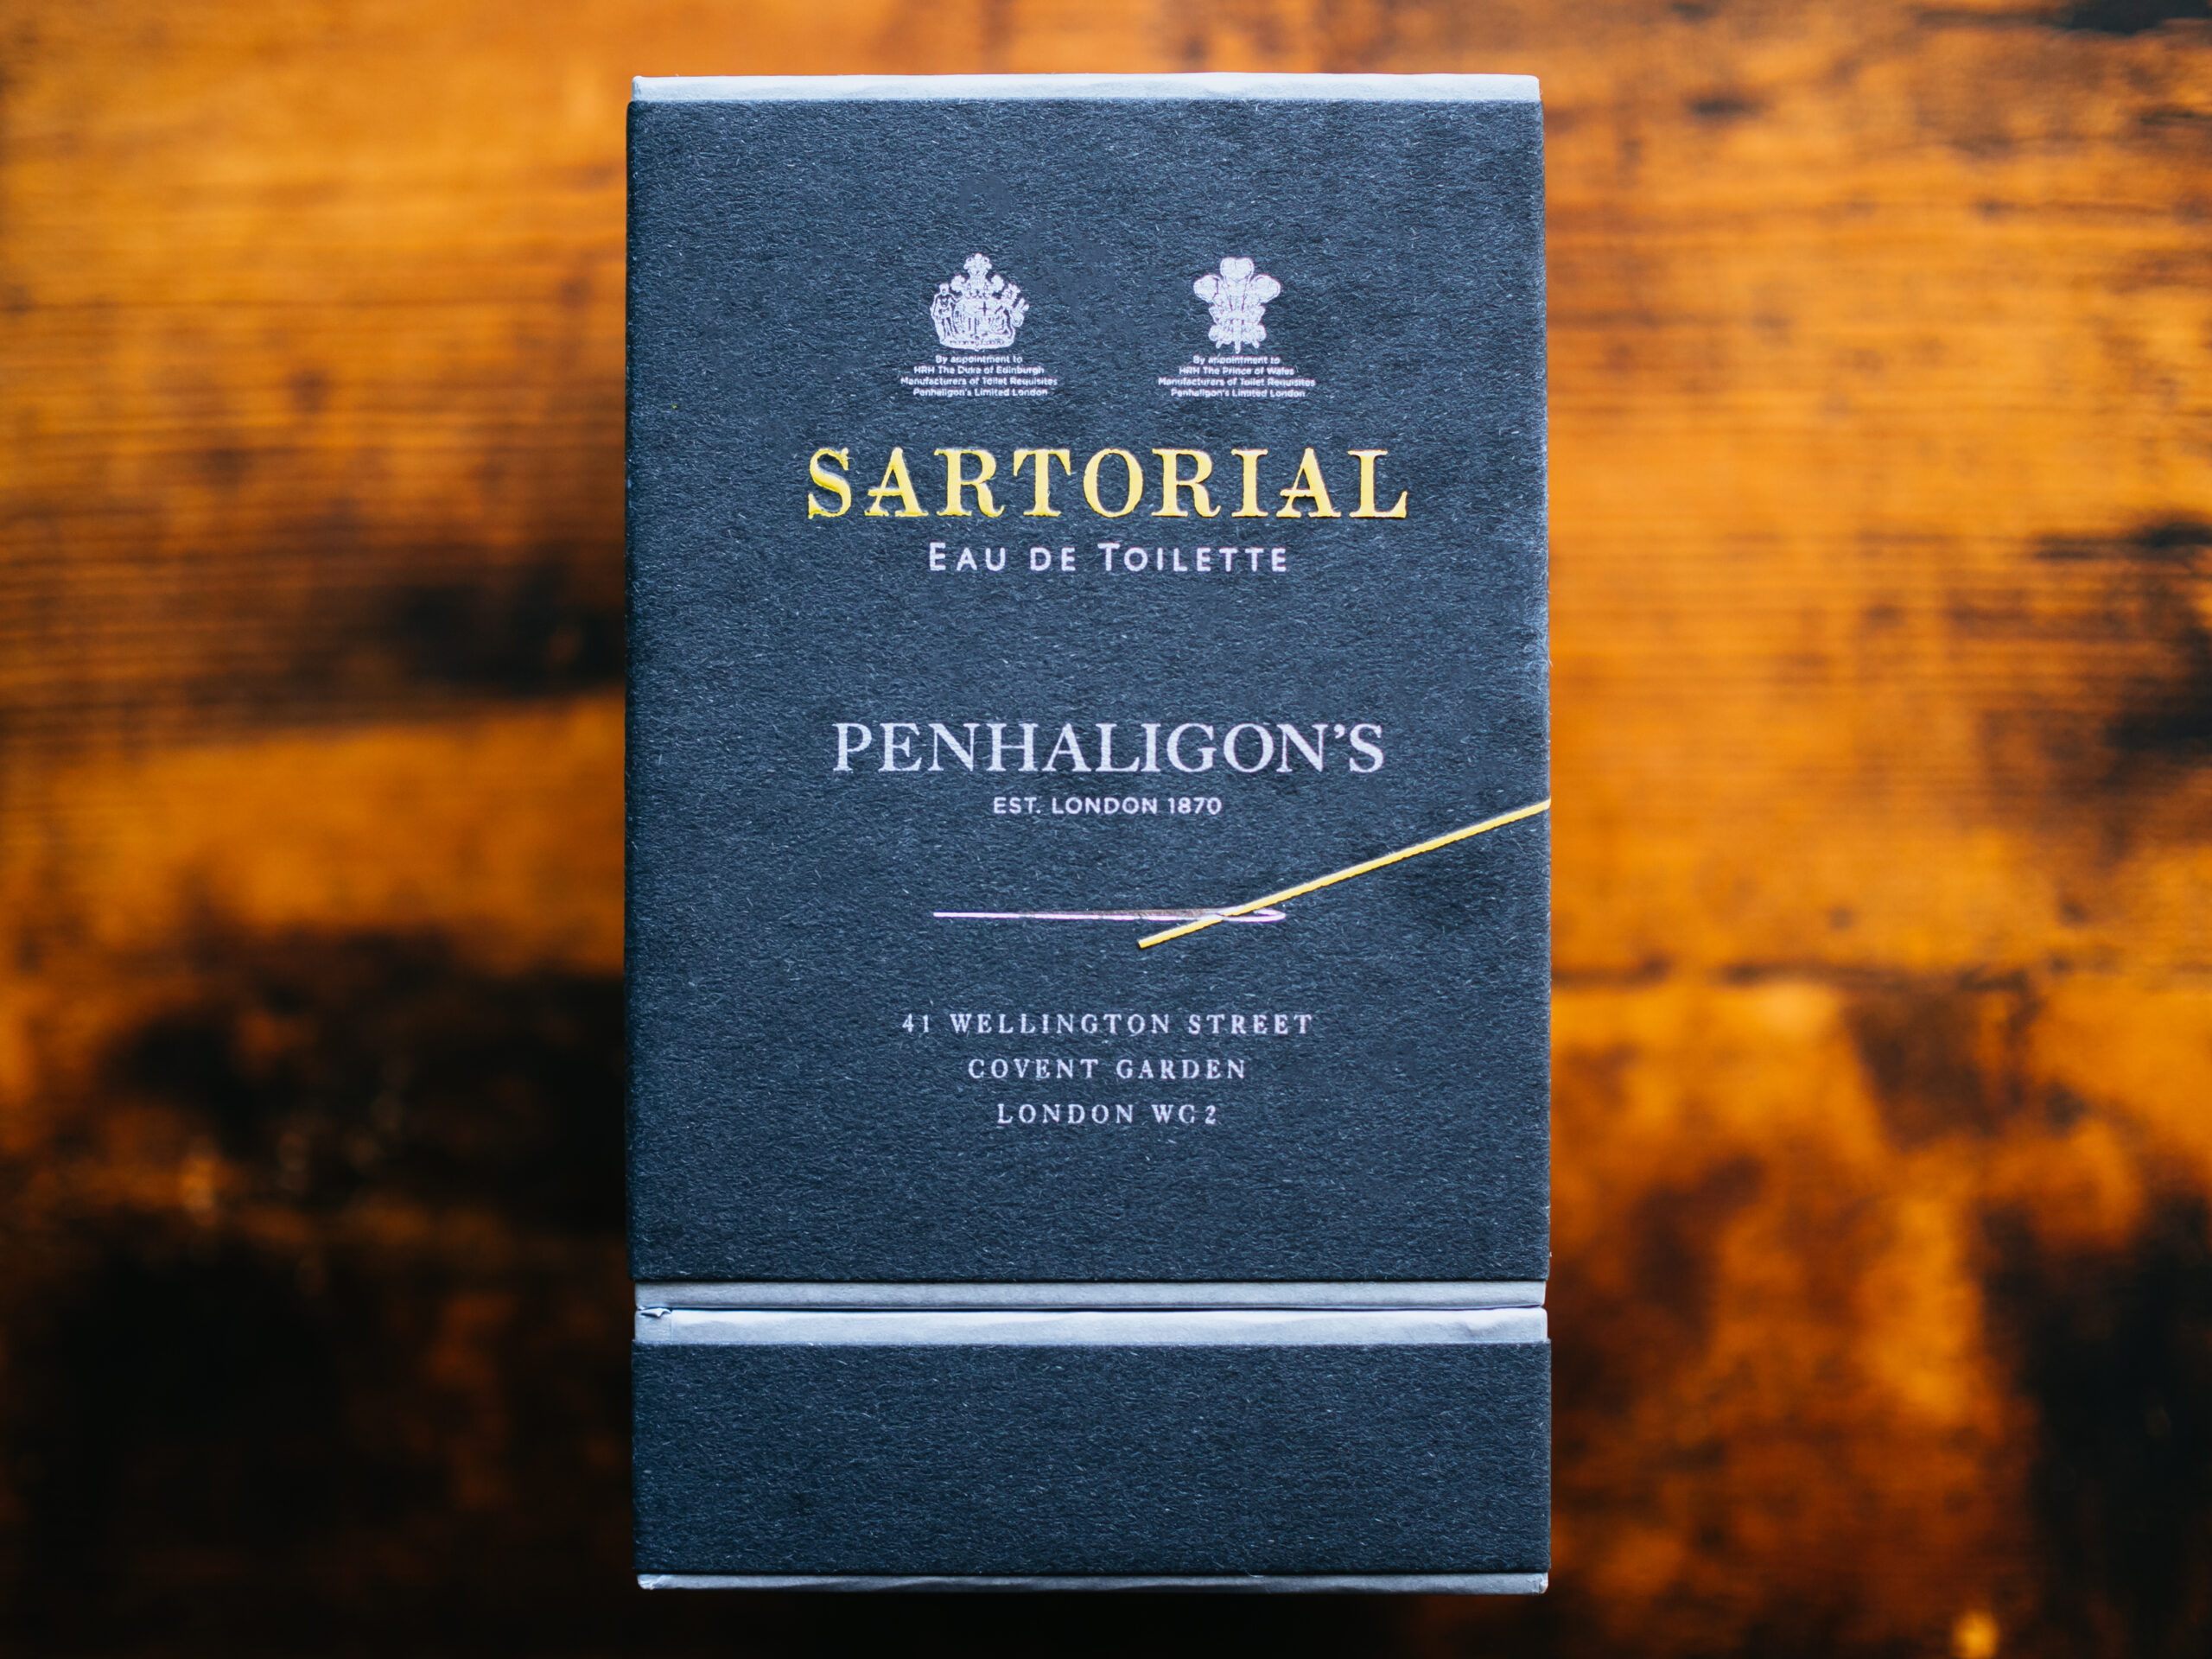 By appointment to
HRH The Duke of Edinburgh
Manufacturers of Toilet Requisites
Penhaligon's Limited London
By appointment to
HRH The Prince of Wales
Manufacturers of Toilet Requisites
Penhaligon's Limited London
SARTORIAL
EAU DE TOILETTE
PENHALIGON'S
EST. LONDON 1870
41 WELLINGTON STREET
COVENT GARDEN
LONDON WC2